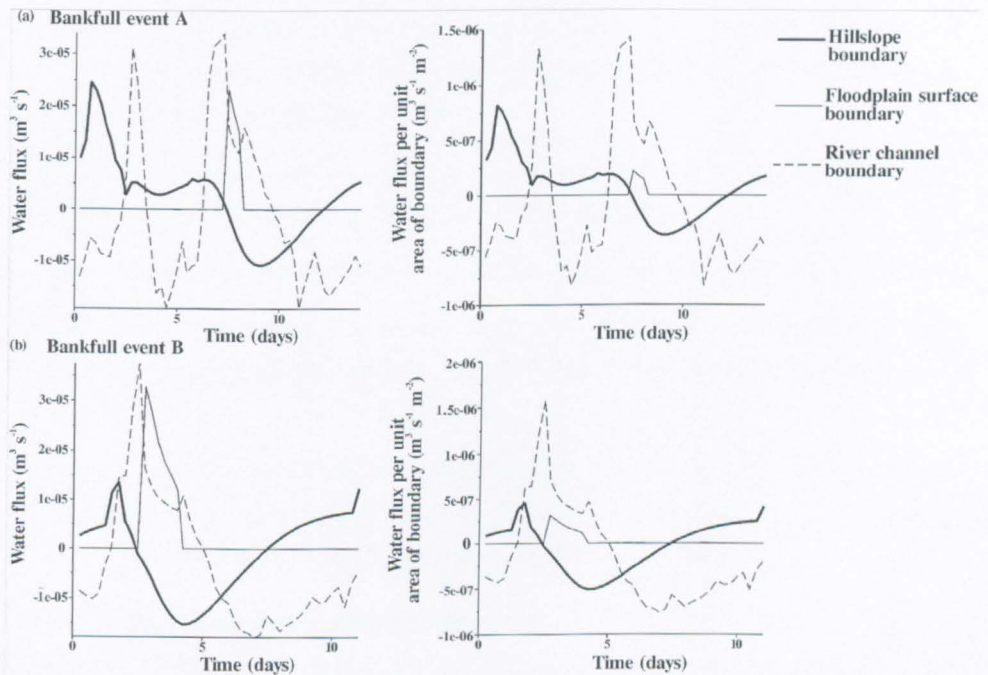 (a) Bankfull event A
Water flux (m³ s⁻¹)
3e-05
2e-05
1e-05
0
-1e-05
5
10
Time (days)
Water flux per unit
area of boundary (m³ s⁻¹ m⁻²)
1.5e-06
1e-06
5e-07
0
-5e-07
-1e-06
5
10
Time (days)
Hillslope
boundary
Floodplain surface
boundary
River channel
boundary
(b) Bankfull event B
Water flux (m³ s⁻¹)
3e-05
2e-05
1e-05
0
-1e-05
5
10
Time (days)
Water flux per unit
area of boundary (m³ s⁻¹ m⁻²)
2e-06
1.5e-06
1e-06
5e-07
0
-5e-07
-1e-06
5
10
Time (days)